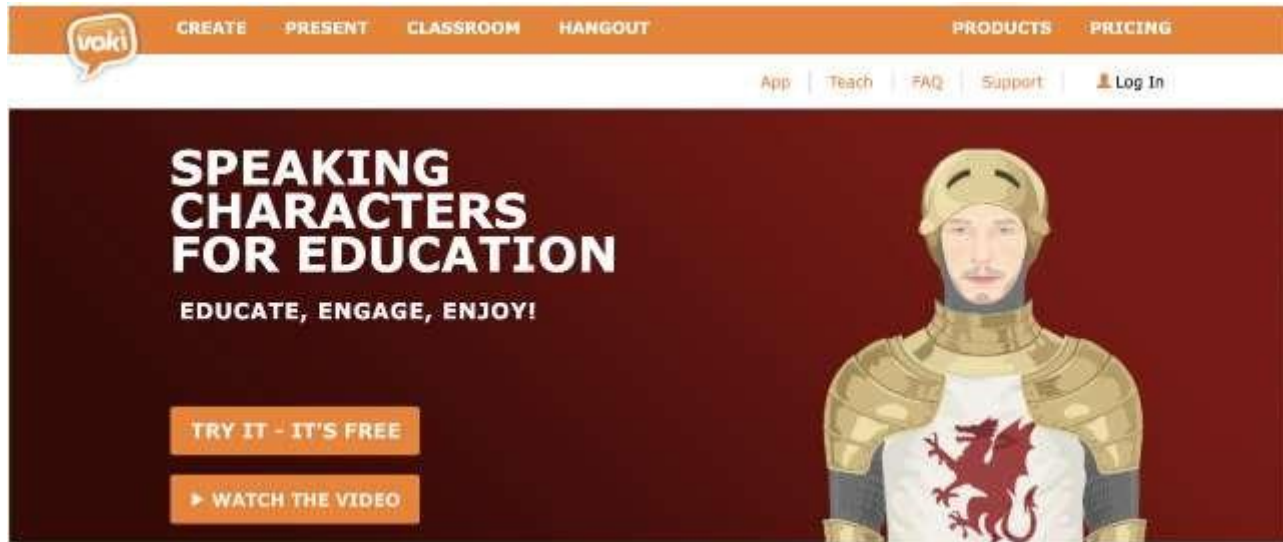 voki
CREATE PRESENT CLASSROOM HANGOUT PRODUCTS PRICING
App Teach FAQ Support Log In
SPEAKING
CHARACTERS
FOR EDUCATION
EDUCATE, ENGAGE, ENJOY!
TRY IT - IT'S FREE
WATCH THE VIDEO